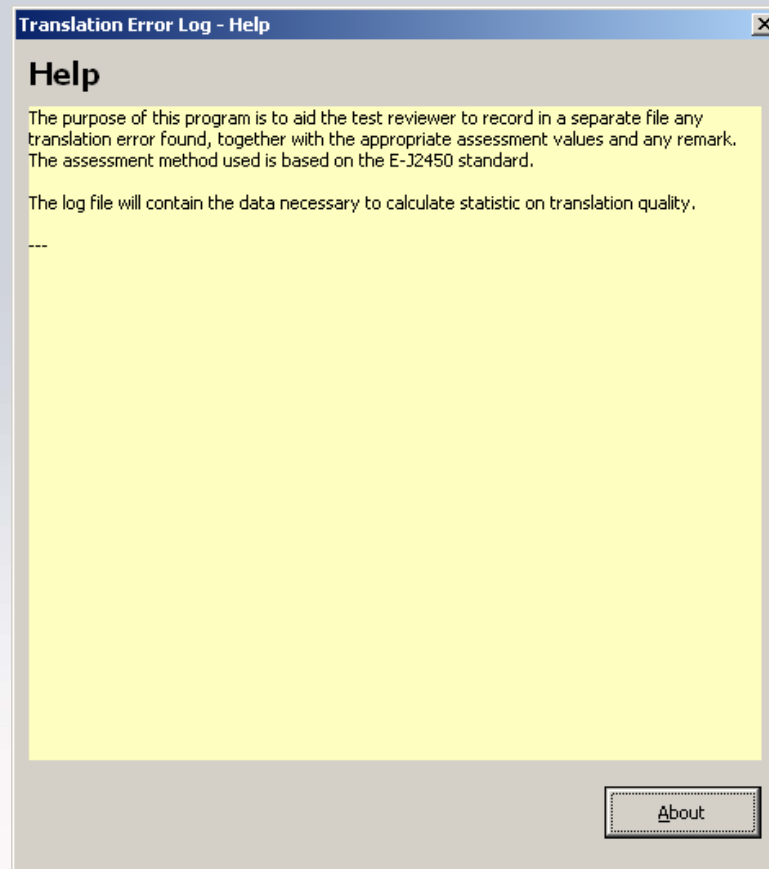 Translation Error Log - Help
Help
The purpose of this program is to aid the test reviewer to record in a separate file any
translation error found, together with the appropriate assessment values and any remark.
The assessment method used is based on the E-J2450 standard.
The log file will contain the data necessary to calculate statistic on translation quality.
---
About